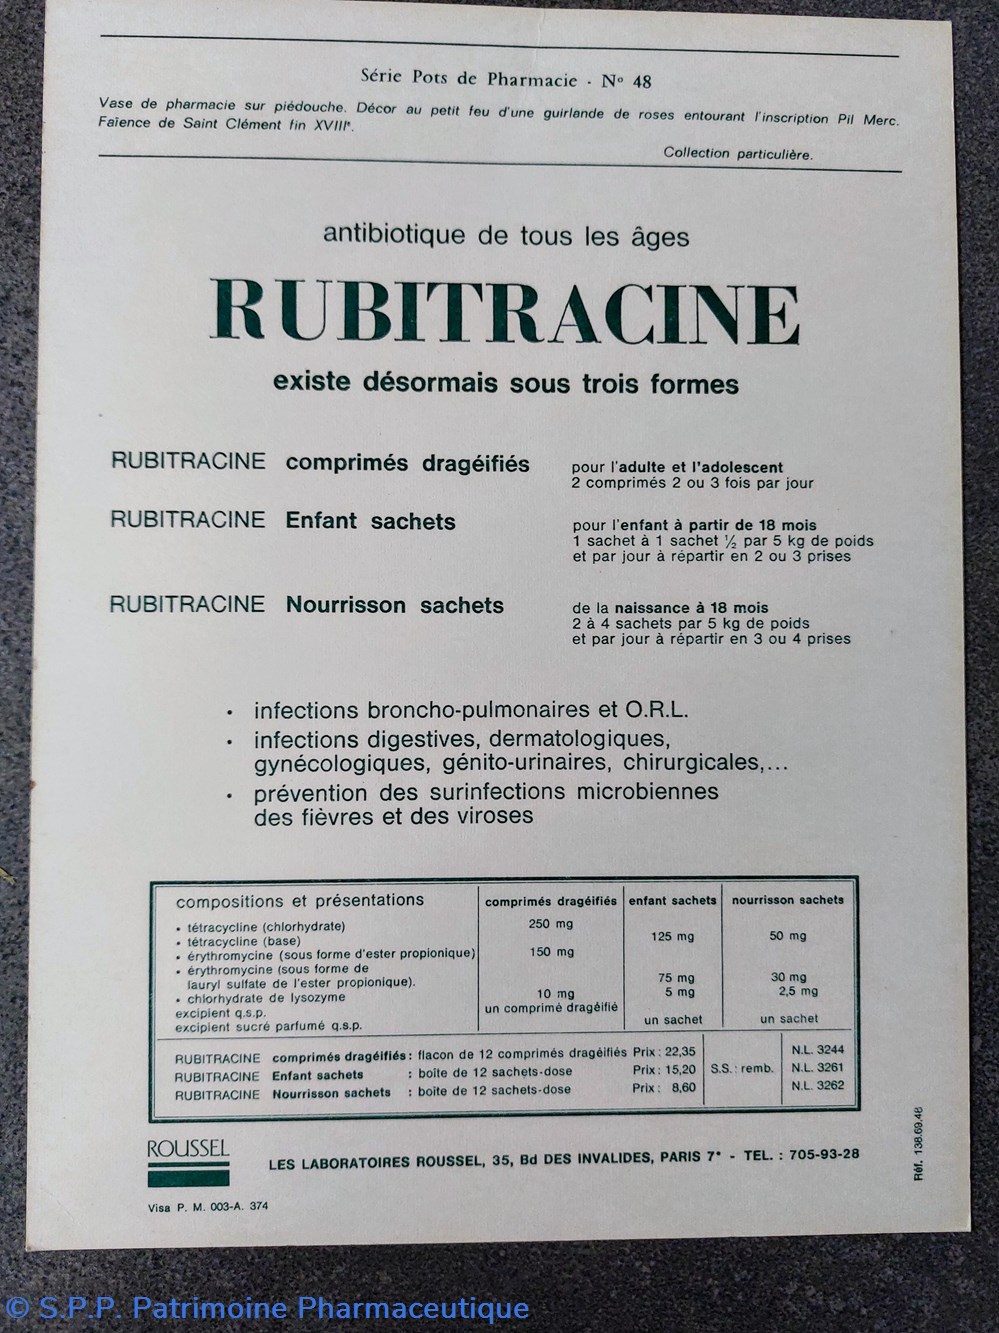 Série Pots de Pharmacie - Nº 48
Vase de pharmacie sur piédouche. Décor au petit feu d'une guirlande de roses entourant l'inscription Pil Merc.
Faïence de Saint Clément fin XVIIIᵉ.
Collection particulière.
antibiotique de tous les âges
RUBITRACINE
existe désormais sous trois formes
RUBITRACINE comprimés dragéifiés
pour l'adulte et l'adolescent
2 comprimés 2 ou 3 fois par jour
RUBITRACINE Enfant sachets
pour l'enfant à partir de 18 mois
1 sachet à 1 sachet ½ par 5 kg de poids
et par jour à répartir en 2 ou 3 prises
RUBITRACINE Nourrisson sachets
de la naissance à 18 mois
2 à 4 sachets par 5 kg de poids
et par jour à répartir en 3 ou 4 prises
• infections broncho-pulmonaires et O.R.L.
• infections digestives, dermatologiques,
gynécologiques, génito-urinaires, chirurgicales,...
• prévention des surinfections microbiennes
des fièvres et des viroses
compositions et présentations comprimés dragéifiés enfant sachets nourrisson sachets
• tétracycline (chlorhydrate) 250 mg
• tétracycline (base) 125 mg 50 mg
• érythromycine (sous forme d'ester propionique) 150 mg
• érythromycine (sous forme de
lauryl sulfate de l'ester propionique). 75 mg 30 mg
• chlorhydrate de lysozyme 10 mg 5 mg 2,5 mg
excipient q.s.p. un comprimé dragéifié
excipient sucré parfumé q.s.p. un sachet un sachet
RUBITRACINE comprimés dragéifiés : flacon de 12 comprimés dragéifiés Prix : 22,35 N.L. 3244
RUBITRACINE Enfant sachets : boite de 12 sachets-dose Prix : 15,20 S.S. : remb. N.L. 3261
RUBITRACINE Nourrisson sachets : boite de 12 sachets-dose Prix : 8,60 N.L. 3262
ROUSSEL
LES LABORATOIRES ROUSSEL, 35, Bd DES INVALIDES, PARIS 7ᵉ - TEL. : 705-93-28
Réf. 138.69.48
Visa P. M. 003-A. 374
© S.P.P. Patrimoine Pharmaceutique